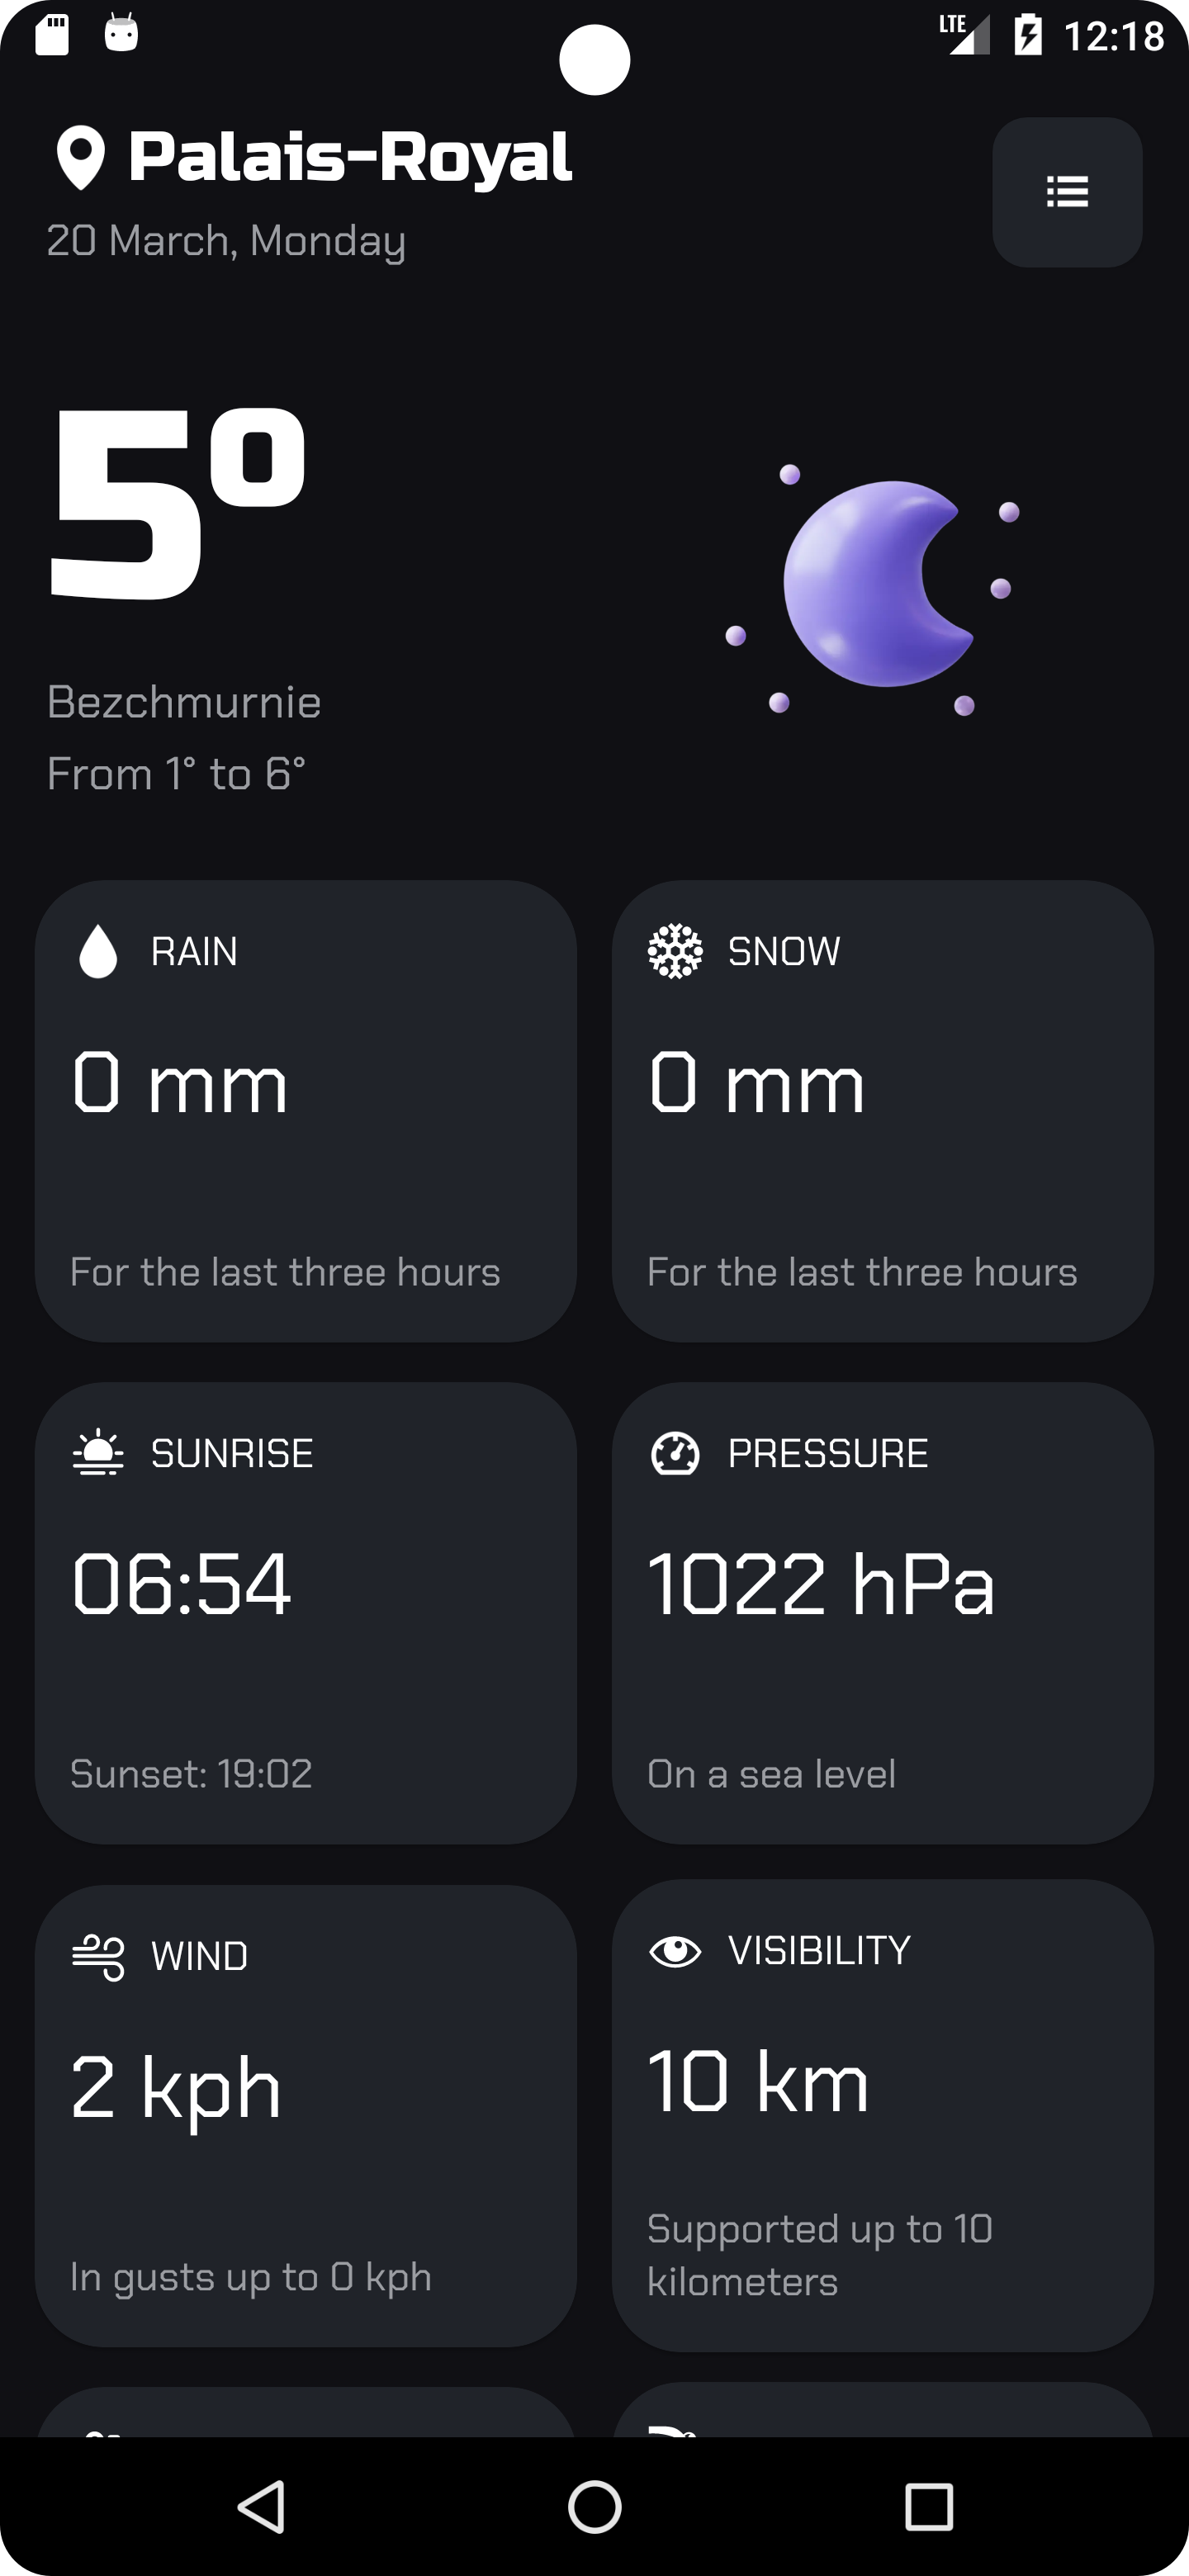 LTE 12:18
Palais-Royal
20 March, Monday
5°
Bezchmurnie
From 1° to 6°
RAIN
0 mm
For the last three hours
SNOW
0 mm
For the last three hours
SUNRISE
06:54
Sunset: 19:02
PRESSURE
1022 hPa
On a sea level
WIND
2 kph
In gusts up to 0 kph
VISIBILITY
10 km
Supported up to 10
kilometers